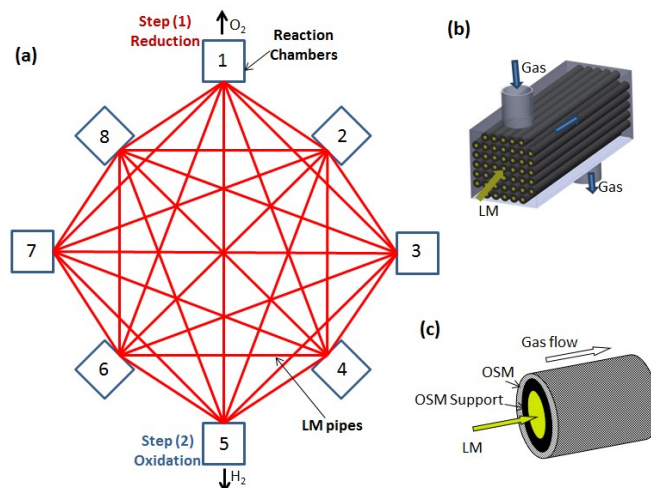 (a)
Step (1)
Reduction
O₂
Reaction
Chambers
1
2
3
4
5
6
7
8
LM pipes
Step (2)
Oxidation
H₂
(b)
Gas
LM
Gas
(c)
Gas flow
OSM
OSM Support
LM